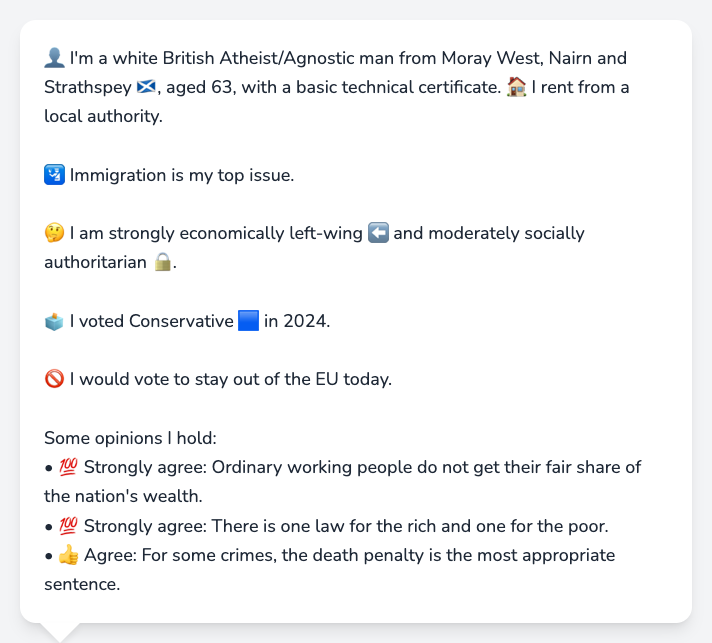 👤 I'm a white British Atheist/Agnostic man from Moray West, Nairn and
Strathspey 🏴󠁧󠁢󠁳󠁣󠁴󠁿, aged 63, with a basic technical certificate. 🏠 I rent from a
local authority.
🛂 Immigration is my top issue.
🤔 I am strongly economically left-wing ⬅️ and moderately socially
authoritarian 🔒.
🗳️ I voted Conservative 🟦 in 2024.
🚫 I would vote to stay out of the EU today.
Some opinions I hold:
• 💯 Strongly agree: Ordinary working people do not get their fair share of
the nation's wealth.
• 💯 Strongly agree: There is one law for the rich and one for the poor.
• 👍 Agree: For some crimes, the death penalty is the most appropriate
sentence.